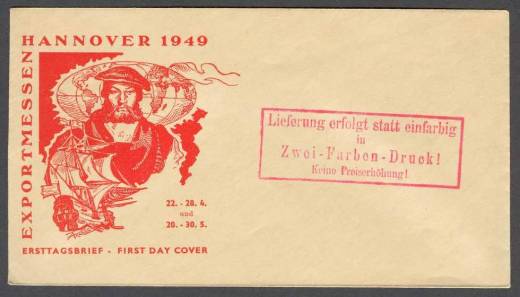 HANNOVER 1949
EXPORTMESSEN
22. - 28. 4.
und
20. - 30. 5.
ERSTTAGSBRIEF - FIRST DAY COVER
Lieferung erfolgt statt einfarbig
in
Zwei-Farben-Druck!
Keine Preiserhöhung!